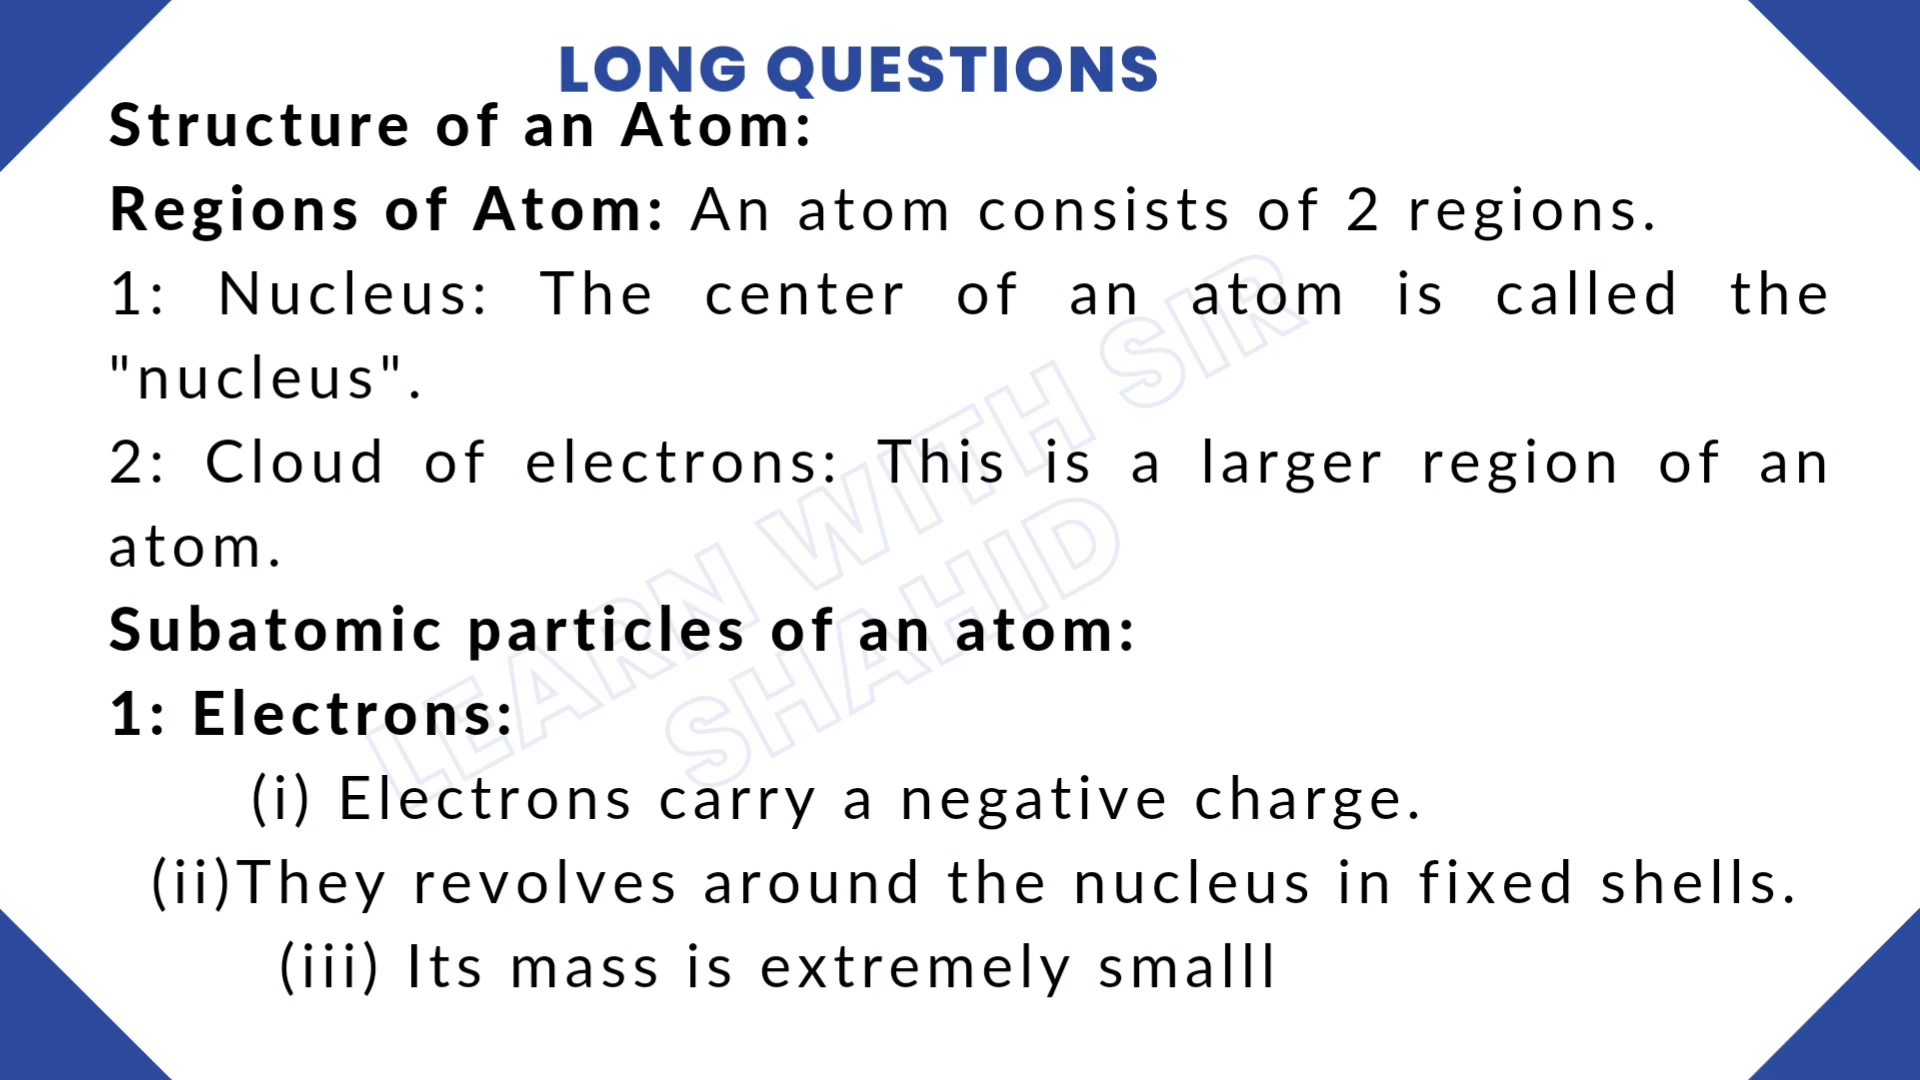 LONG QUESTIONS
Structure of an Atom:
Regions of Atom: An atom consists of 2 regions.
1: Nucleus: The center of an atom is called the
"nucleus".
2: Cloud of electrons: This is a larger region of an
atom.
Subatomic particles of an atom:
1: Electrons:
(i) Electrons carry a negative charge.
(ii)They revolves around the nucleus in fixed shells.
(iii) Its mass is extremely smalll
LEARN WITH SIR
SHAHID